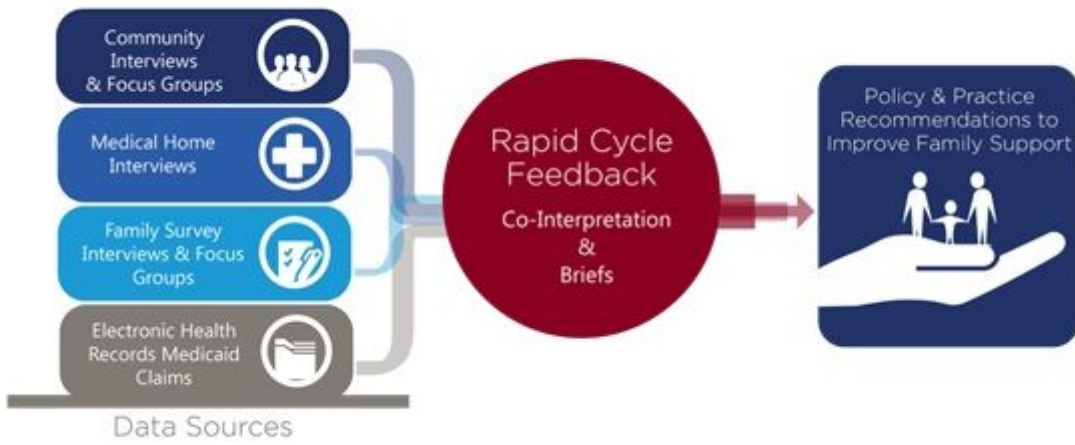 Community
Interviews
& Focus Groups
Medical Home
Interviews
Family Survey
Interviews & Focus
Groups
Electronic Health
Records Medicaid
Claims
Data Sources
Rapid Cycle
Feedback
Co-Interpretation
&
Briefs
Policy & Practice
Recommendations to
Improve Family Support